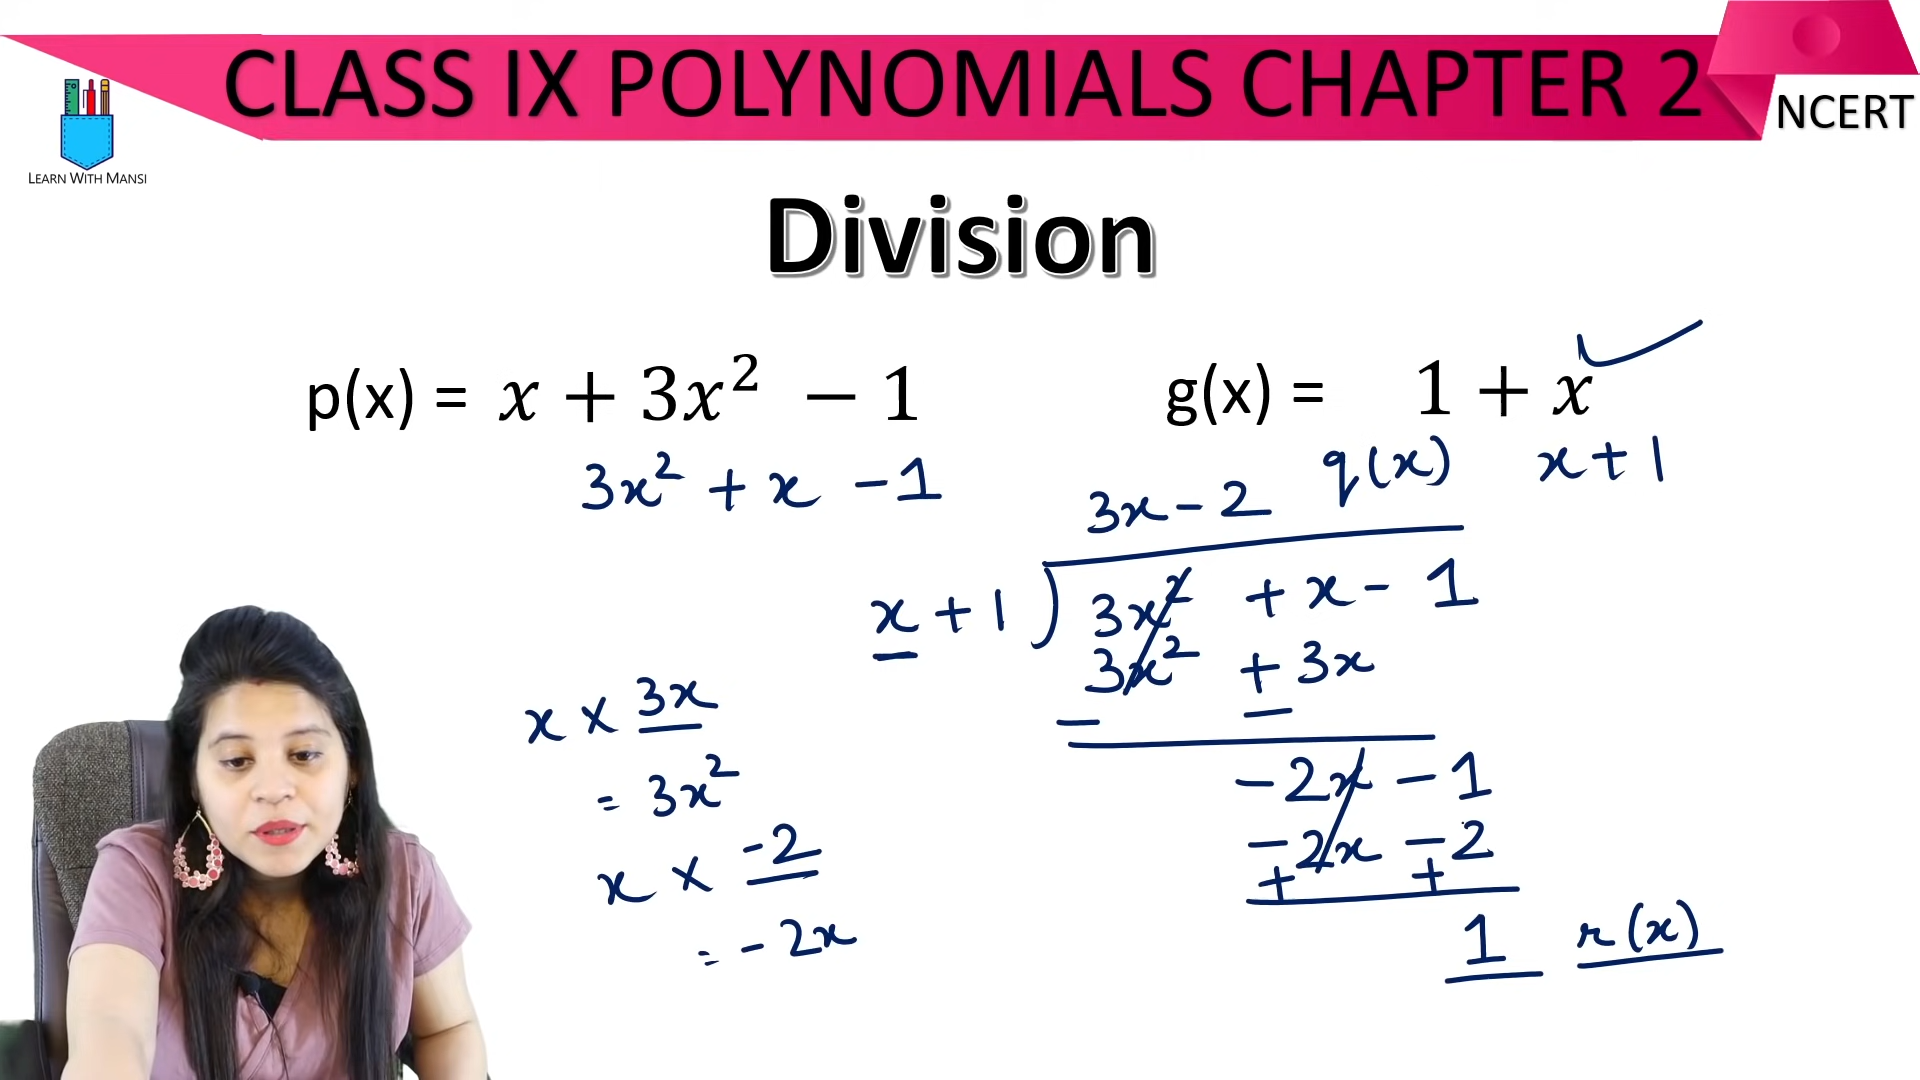 CLASS IX POLYNOMIALS CHAPTER 2
NCERT
LEARN WITH MANSI
Division
p(x) = x + 3x² − 1
g(x) = 1 + x
3x² + x − 1
x + 1
3x − 2 q(x)
x + 1 ) 3x² + x − 1
3x² + 3x
− −
− 2x − 1
− 2x − 2
+ +
1 r(x)
x × 3x
= 3x²
x × -2
= - 2x